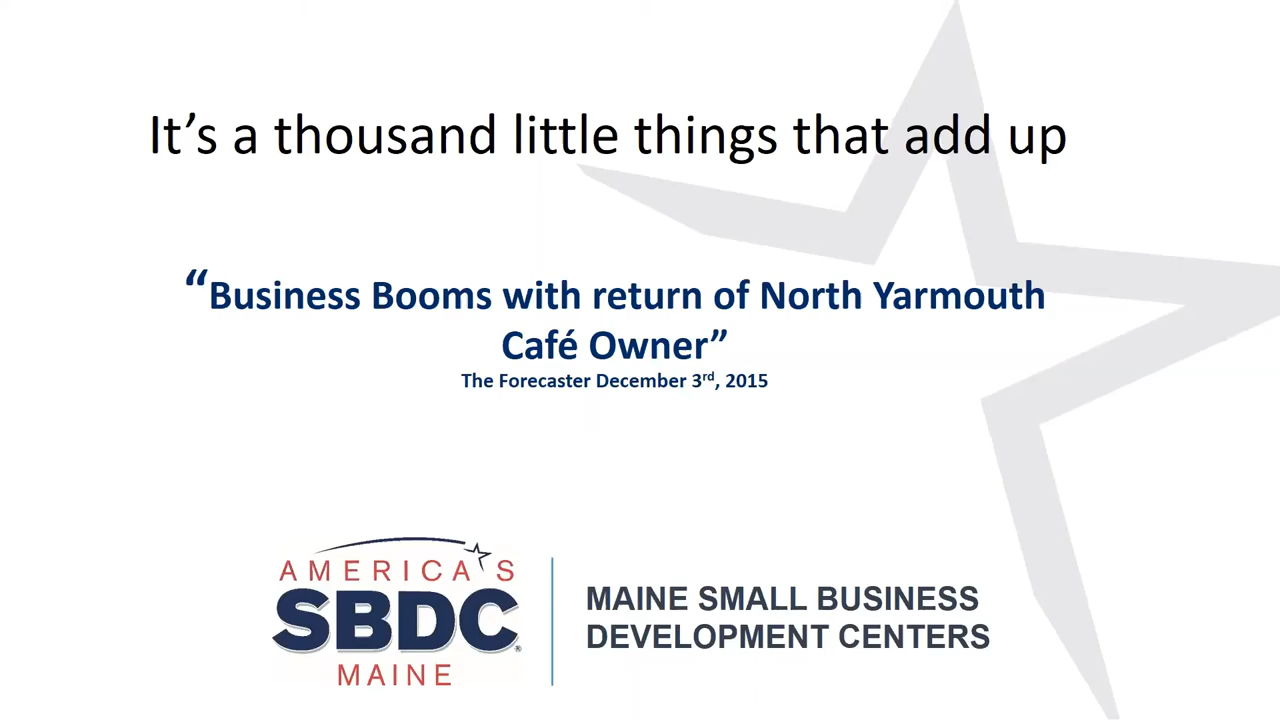 It’s a thousand little things that add up
“Business Booms with return of North Yarmouth
Café Owner”
The Forecaster December 3rd, 2015
AMERICA'S
SBDC®
MAINE
MAINE SMALL BUSINESS
DEVELOPMENT CENTERS